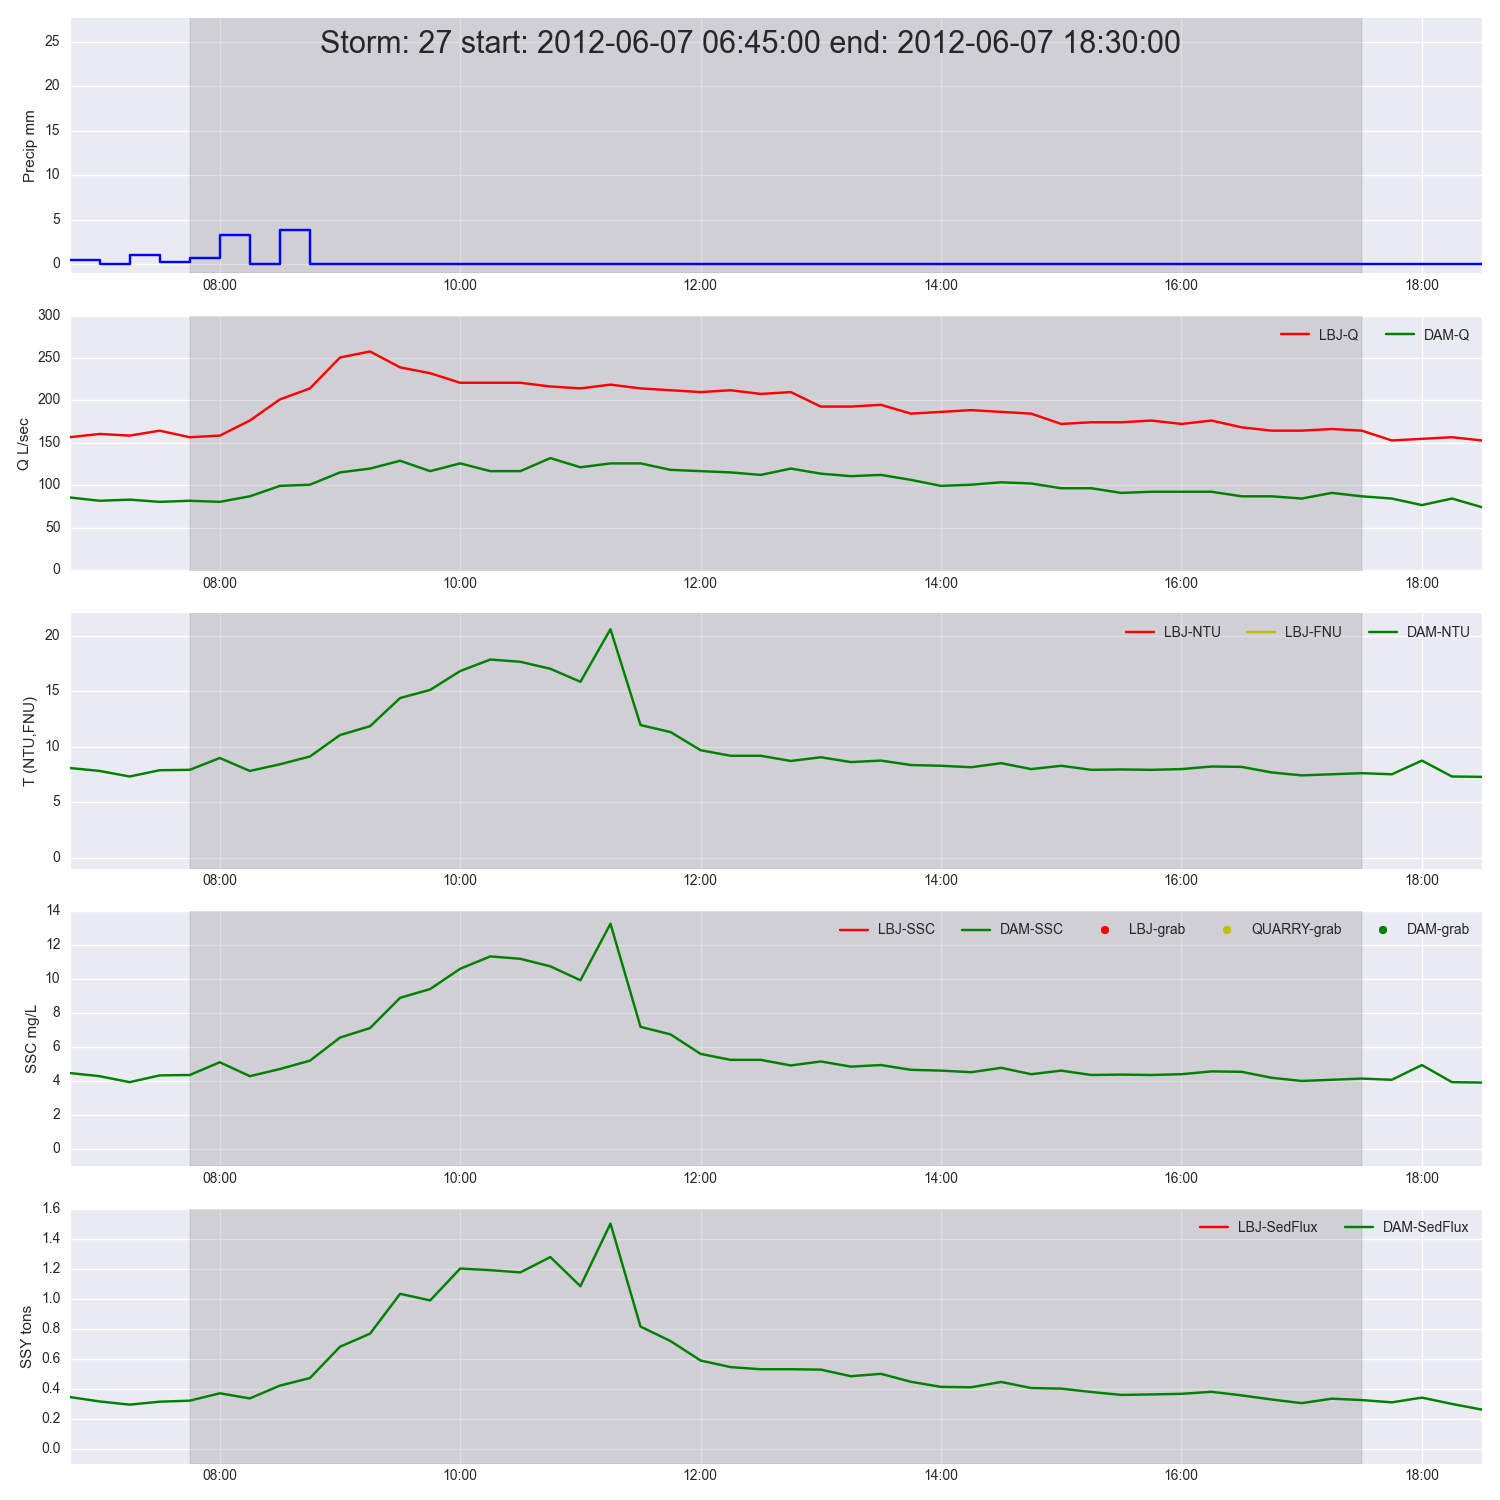 Storm: 27 start: 2012-06-07 06:45:00 end: 2012-06-07 18:30:00
Precip mm
25
20
15
10
5
0
08:00 10:00 12:00 14:00 16:00 18:00
Q L/sec
300
250
200
150
100
50
0
LBJ-Q DAM-Q
08:00 10:00 12:00 14:00 16:00 18:00
T (NTU,FNU)
20
15
10
5
0
LBJ-NTU LBJ-FNU DAM-NTU
08:00 10:00 12:00 14:00 16:00 18:00
SSC mg/L
14
12
10
8
6
4
2
0
LBJ-SSC DAM-SSC LBJ-grab QUARRY-grab DAM-grab
08:00 10:00 12:00 14:00 16:00 18:00
SSY tons
1.6
1.4
1.2
1.0
0.8
0.6
0.4
0.2
0.0
LBJ-SedFlux DAM-SedFlux
08:00 10:00 12:00 14:00 16:00 18:00